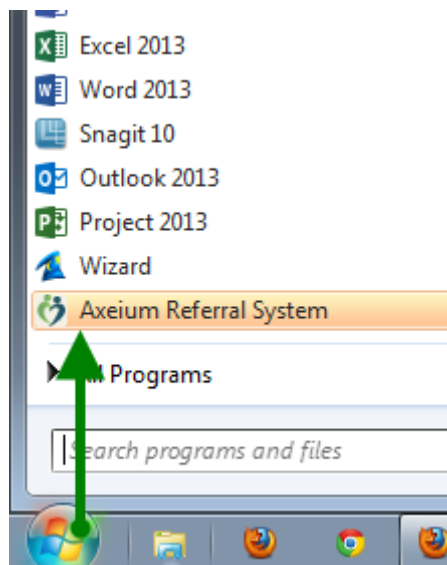 Excel 2013
Word 2013
Snagit 10
Outlook 2013
Project 2013
Wizard
Axeium Referral System
Programs
Search programs and files